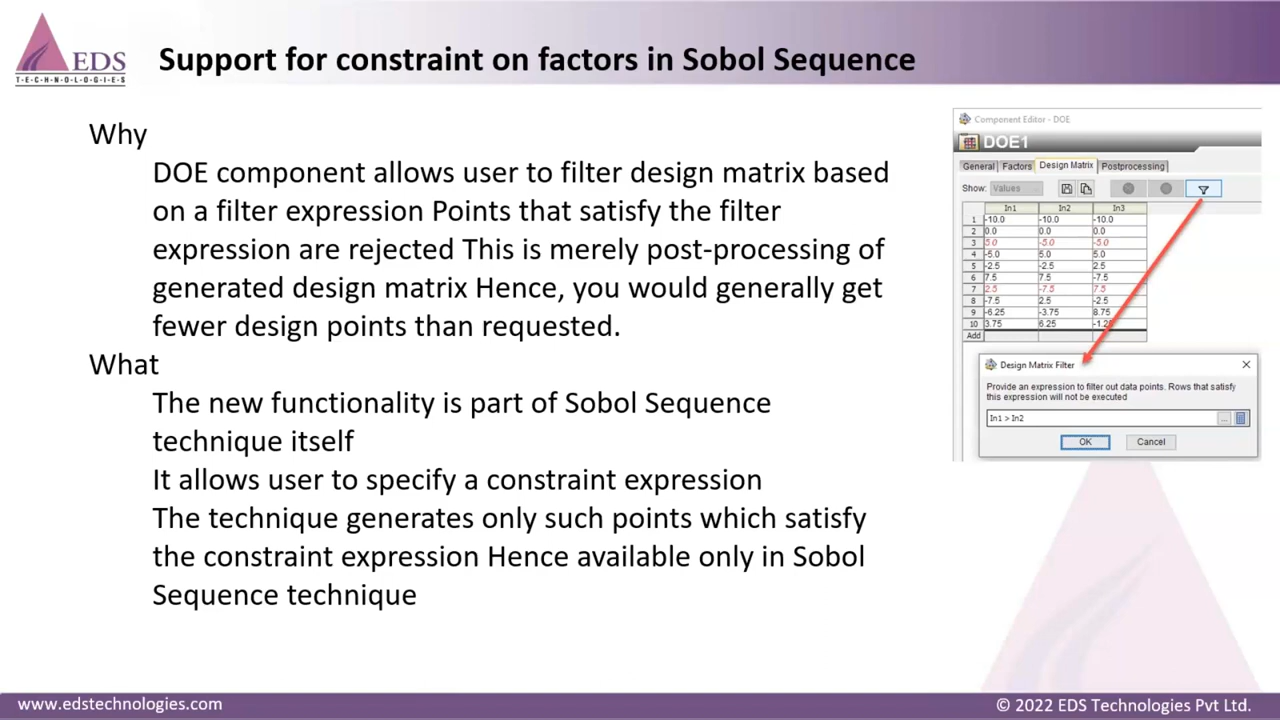 EDS
T·E·C·H·N·O·L·O·G·I·E·S
Support for constraint on factors in Sobol Sequence
Why
DOE component allows user to filter design matrix based
on a filter expression Points that satisfy the filter
expression are rejected This is merely post-processing of
generated design matrix Hence, you would generally get
fewer design points than requested.
What
The new functionality is part of Sobol Sequence
technique itself
It allows user to specify a constraint expression
The technique generates only such points which satisfy
the constraint expression Hence available only in Sobol
Sequence technique
Component Editor - DOE
DOE1
General Factors Design Matrix Postprocessing
Show: Values
In1 In2 In3
1 -10.0 -10.0 -10.0
2 0.0 0.0 0.0
3 5.0 -5.0 -5.0
4 -5.0 5.0 5.0
5 -2.5 -2.5 2.5
6 7.5 7.5 -7.5
7 2.5 -7.5 7.5
8 -7.5 2.5 -2.5
9 -6.25 -3.75 8.75
10 3.75 6.25
Add
Design Matrix Filter
Provide an expression to filter out data points. Rows that satisfy
this expression will not be executed
In1 > In2
...
OK Cancel
www.edstechnologies.com
© 2022 EDS Technologies Pvt Ltd.